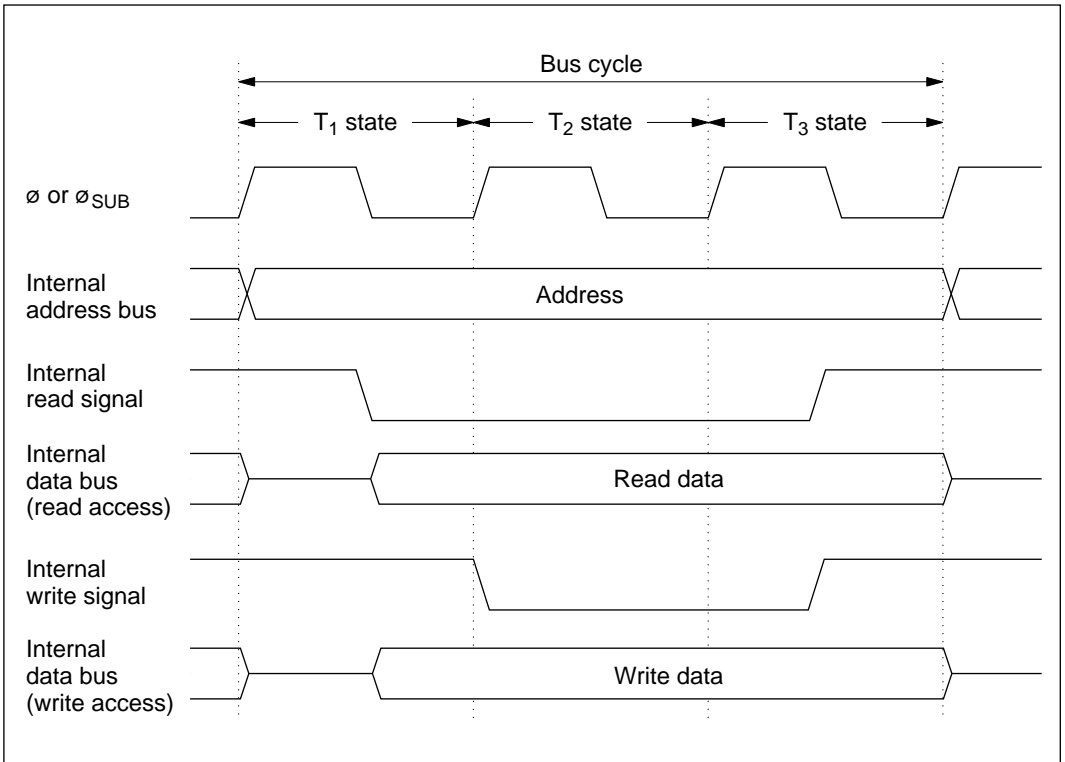 Bus cycle
T₁ state T₂ state T₃ state
ø or øSUB
Internal
address bus
Address
Internal
read signal
Internal
data bus
(read access)
Read data
Internal
write signal
Internal
data bus
(write access)
Write data